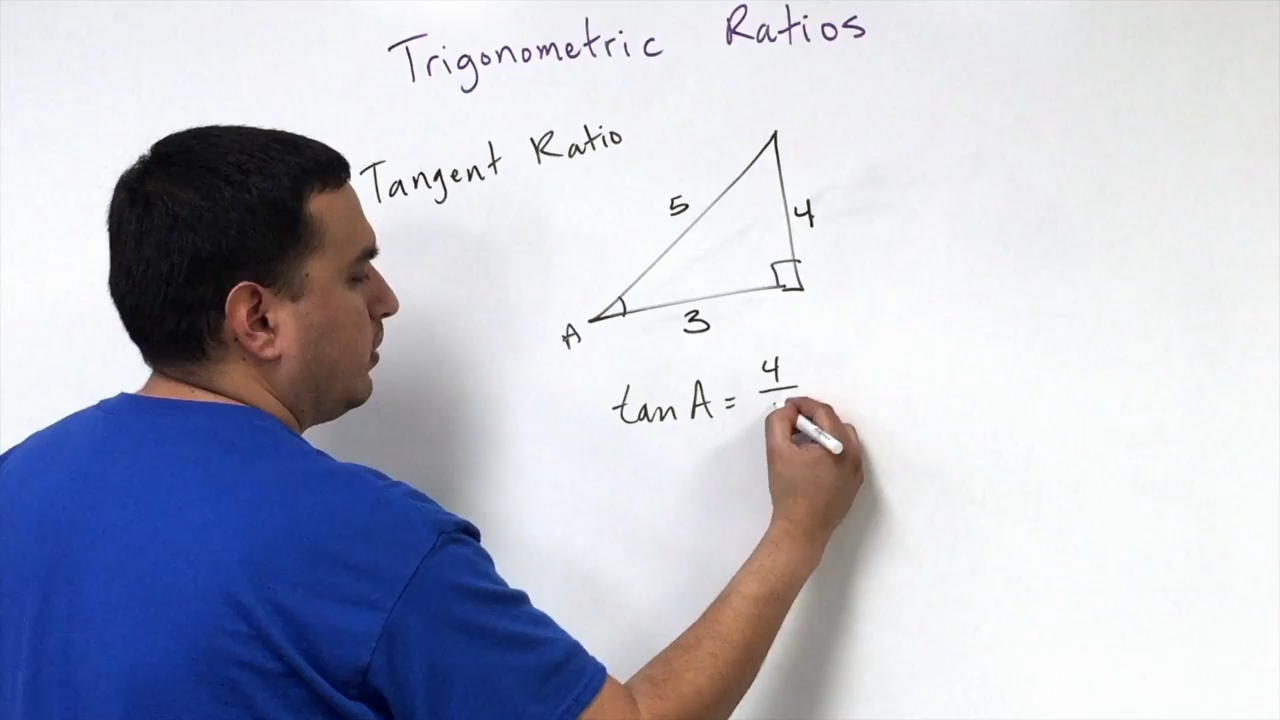 Trigonometric Ratios
Tangent Ratio
5
4
A
3
tan A = 4